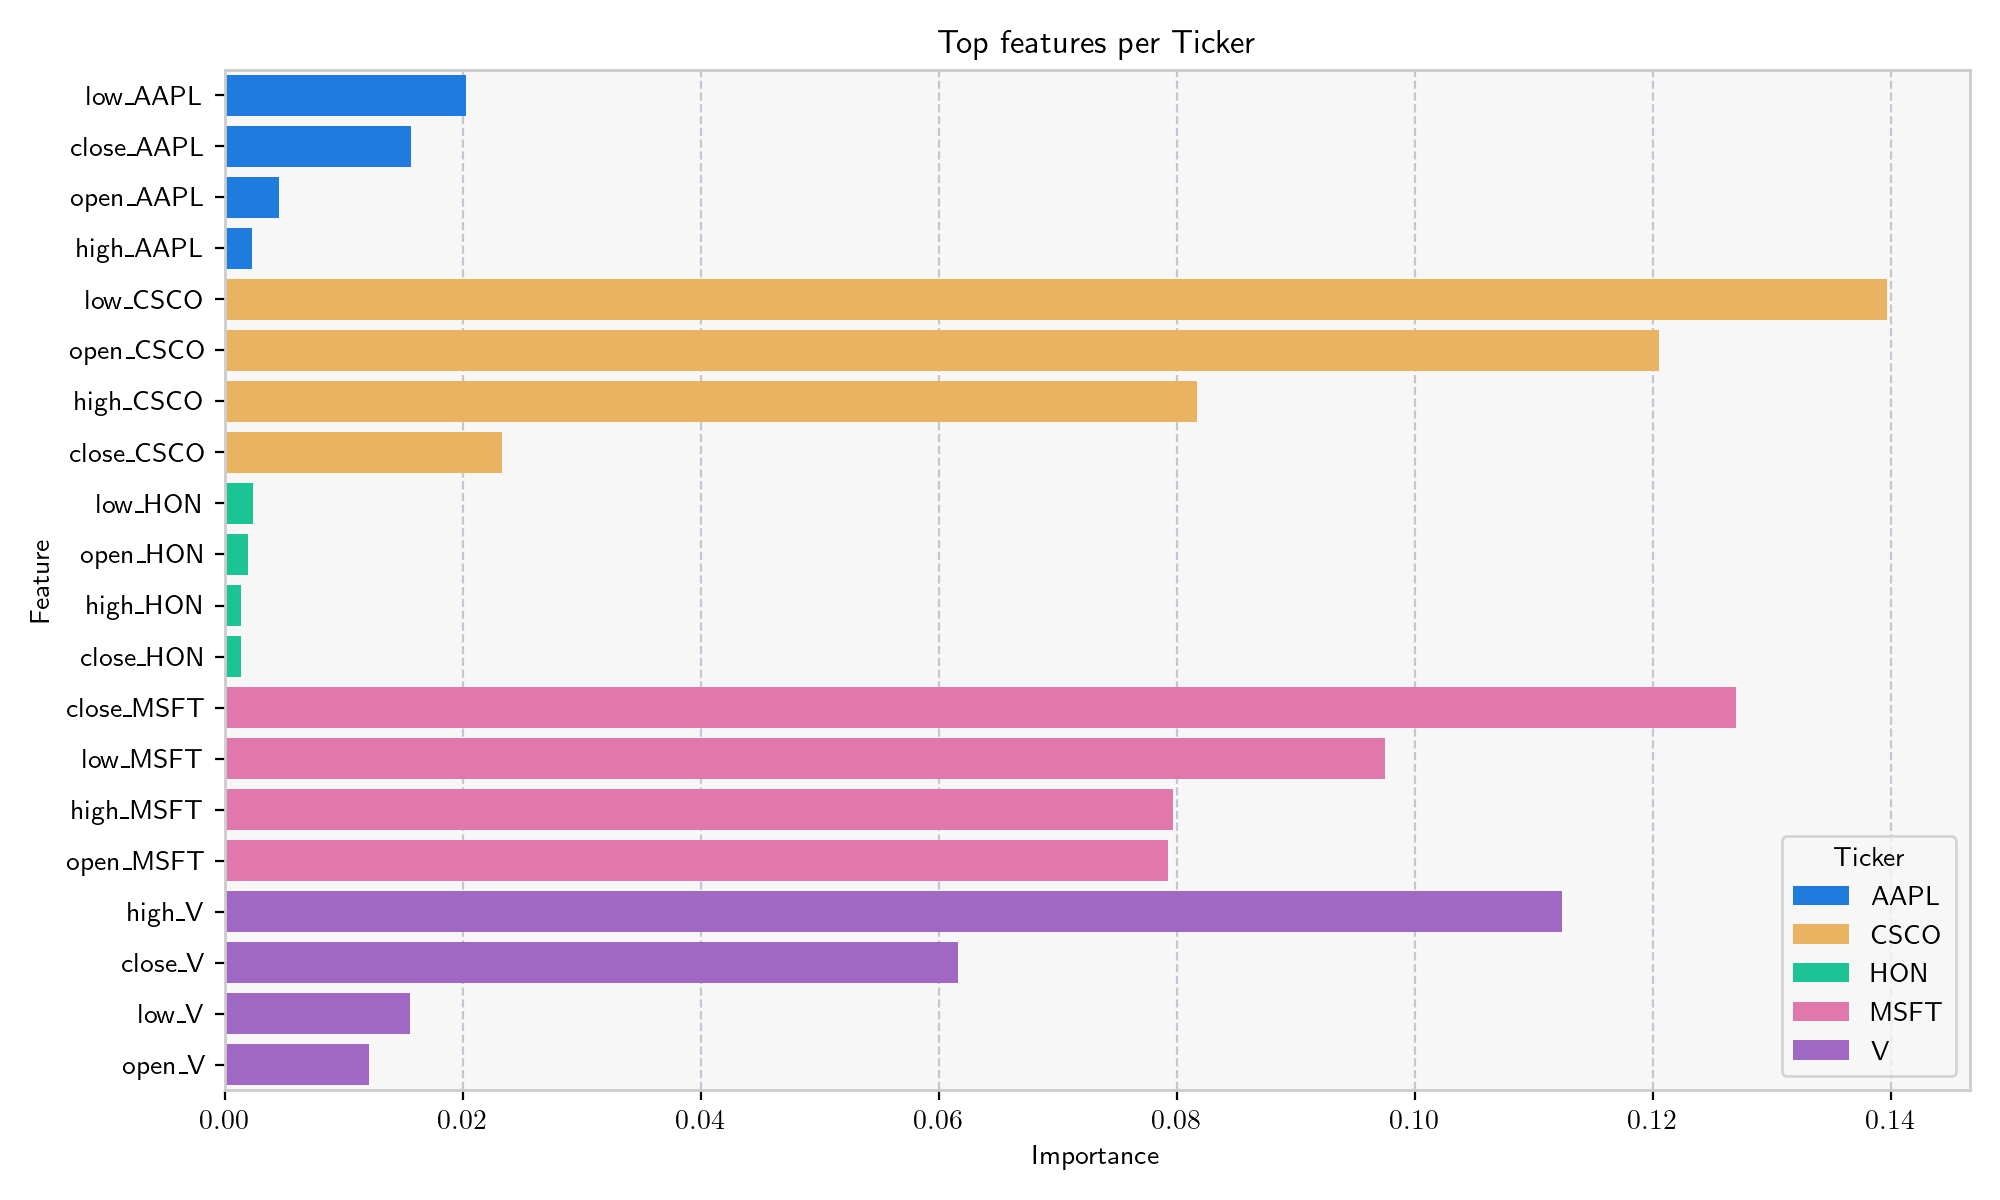 Top features per Ticker
low_AAPL
close_AAPL
open_AAPL
high_AAPL
low_CSCO
open_CSCO
high_CSCO
close_CSCO
low_HON
open_HON
high_HON
close_HON
close_MSFT
low_MSFT
high_MSFT
open_MSFT
high_V
close_V
low_V
open_V
Feature
0.00 0.02 0.04 0.06 0.08 0.10 0.12 0.14
Importance
Ticker
AAPL
CSCO
HON
MSFT
V